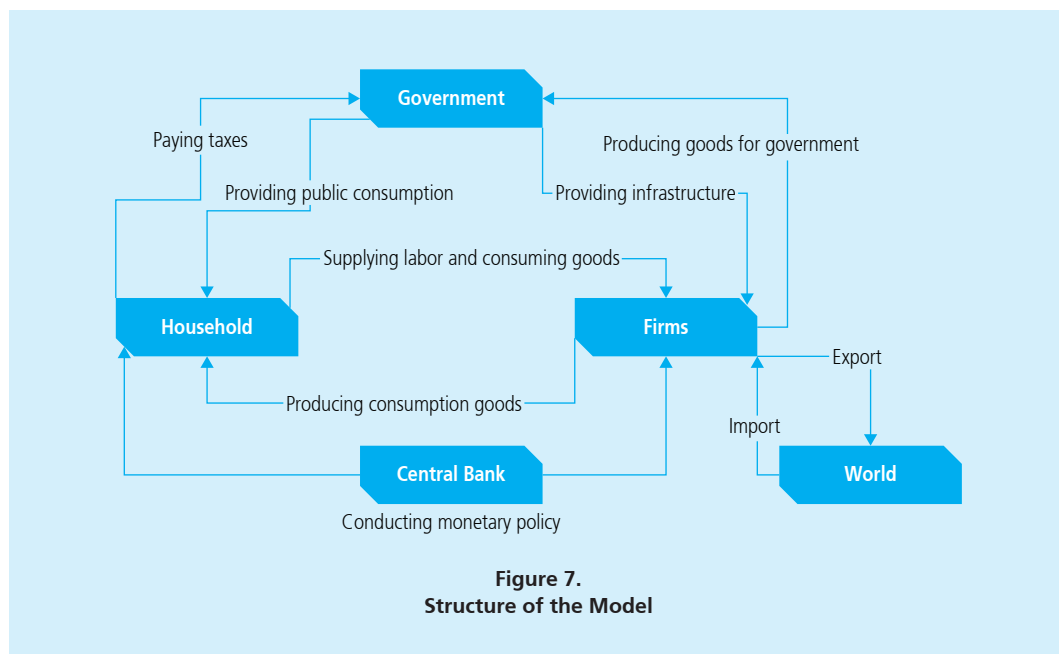 Government
Paying taxes
Producing goods for government
Providing public consumption
Providing infrastructure
Supplying labor and consuming goods
Household
Firms
Export
Producing consumption goods
Import
Central Bank
World
Conducting monetary policy
Figure 7.
Structure of the Model